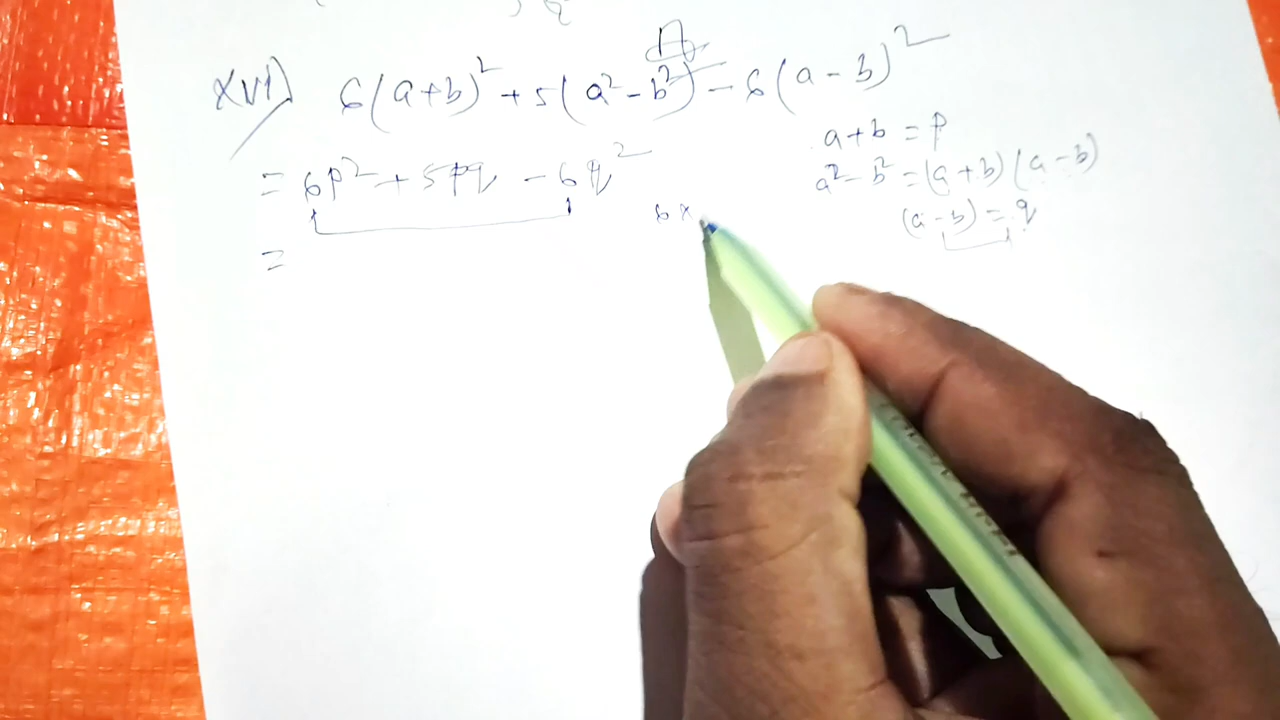 xvi) 6(a+b)² + 5(a² - b²) - 6(a - b)²
a+b = p
= 6p² + 5pq - 6q²
a² - b² = (a+b)(a-b)
(a - b) = q
6 ×
=